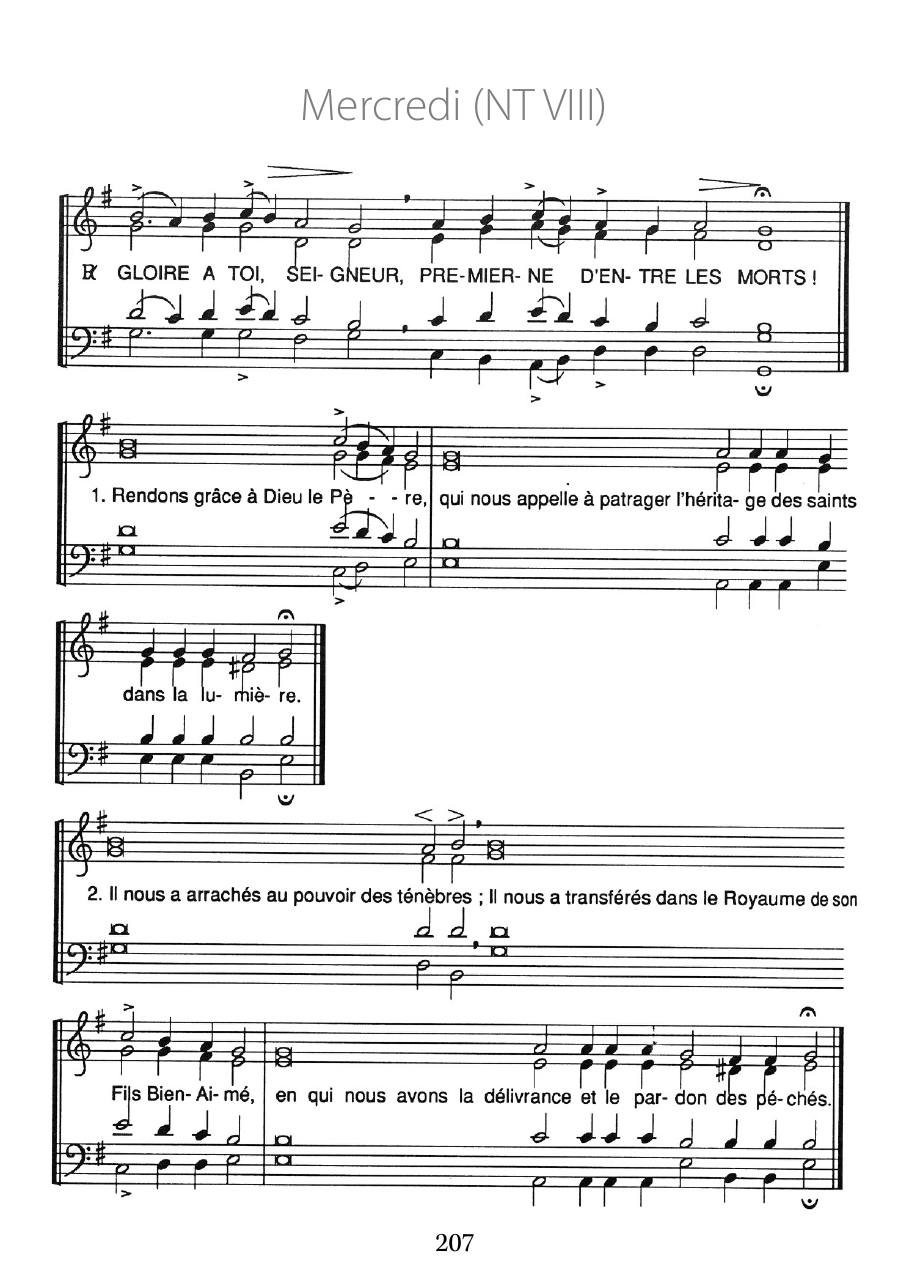 Mercredi (NT VIII)
℟ GLOIRE A TOI, SEI-GNEUR, PRE-MIER-NE D'EN-TRE LES MORTS !
1. Rendons grâce à Dieu le Pè - - re, qui nous appelle à patrager l'hérita- ge des saints
dans la lu- miè- re.
2. Il nous a arrachés au pouvoir des ténèbres ; Il nous a transférés dans le Royaume de son
Fils Bien- Ai- mé, en qui nous avons la délivrance et le par- don des pé- chés.
207